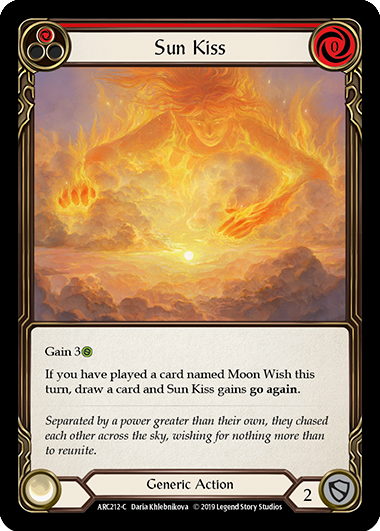 Sun Kiss
0
Gain 3
If you have played a card named Moon Wish this
turn, draw a card and Sun Kiss gains go again.
Separated by a power greater than their own, they chased
each other across the sky, wishing for nothing more than
to reunite.
Generic Action
2
ARC212-C Daria Khlebnikova © 2019 Legend Story Studios